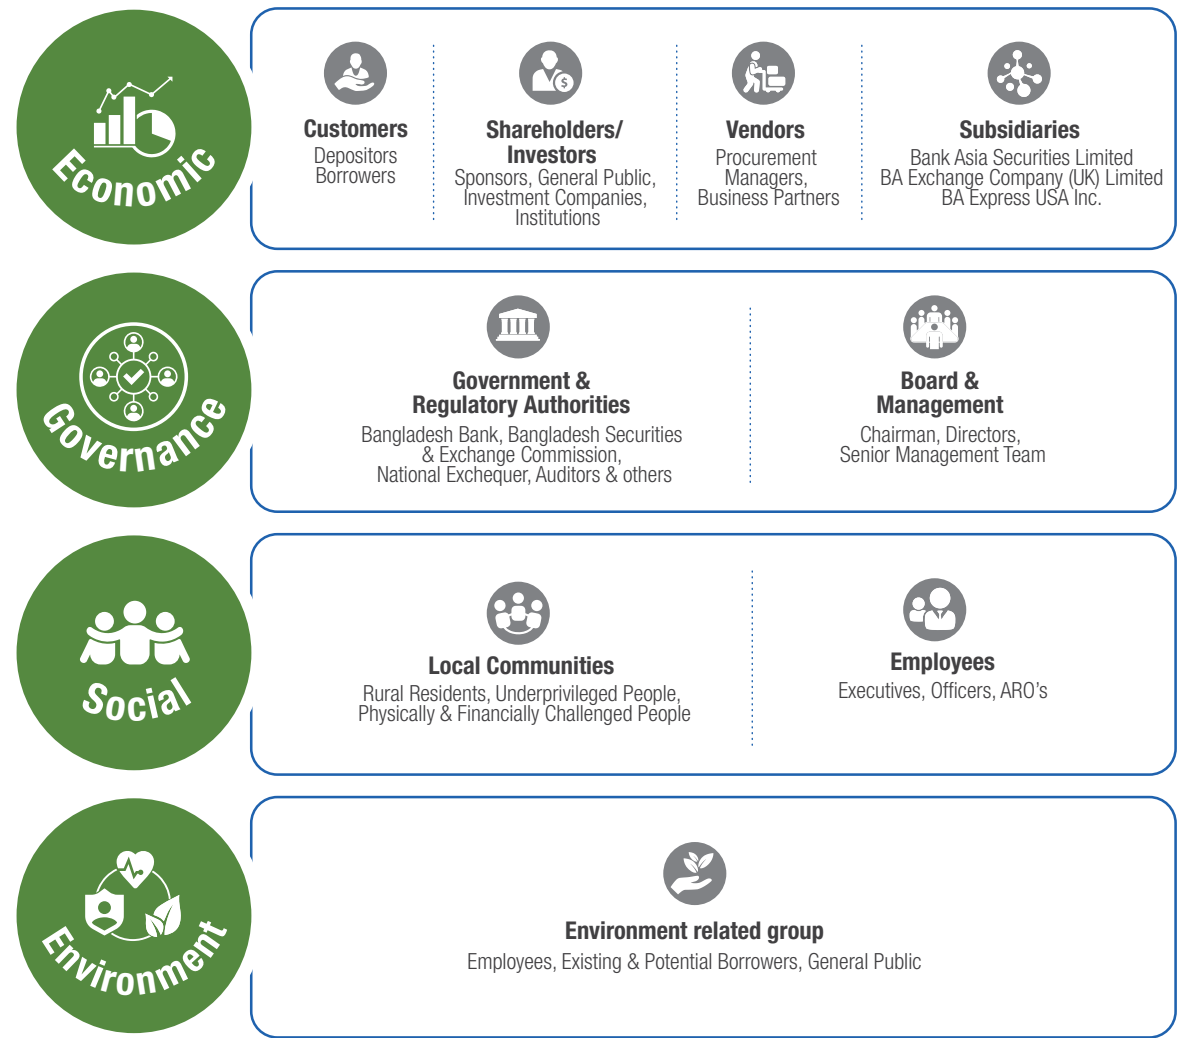 Economic
Customers
Depositors
Borrowers
Shareholders/
Investors
Sponsors, General Public,
Investment Companies,
Institutions
Vendors
Procurement
Managers,
Business Partners
Subsidiaries
Bank Asia Securities Limited
BA Exchange Company (UK) Limited
BA Express USA Inc.
Governance
Government &
Regulatory Authorities
Bangladesh Bank, Bangladesh Securities
& Exchange Commission,
National Exchequer, Auditors & others
Board &
Management
Chairman, Directors,
Senior Management Team
Social
Local Communities
Rural Residents, Underprivileged People,
Physically & Financially Challenged People
Employees
Executives, Officers, ARO's
Environment
Environment related group
Employees, Existing & Potential Borrowers, General Public